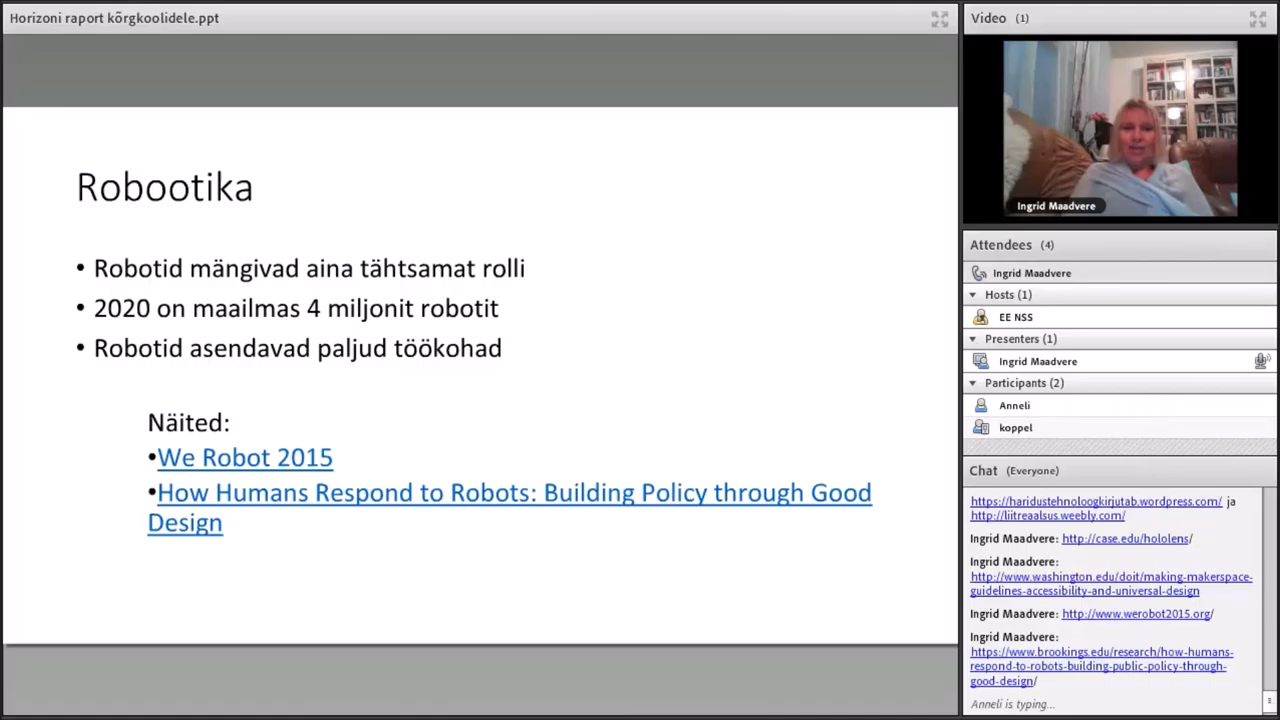 Horizoni raport kõrgkoolidele.ppt
Robootika
• Robotid mängivad aina tähtsamat rolli
• 2020 on maailmas 4 miljonit robotit
• Robotid asendavad paljud töökohad
Näited:
•We Robot 2015
•How Humans Respond to Robots: Building Policy through Good
Design
Video (1)
Ingrid Maadvere
Attendees (4)
Ingrid Maadvere
Hosts (1)
EE NSS
Presenters (1)
Ingrid Maadvere
Participants (2)
Anneli
koppel
Chat (Everyone)
https://haridustehnoloogkirjutab.wordpress.com/ ja
http://liitreaalsus.weebly.com/
Ingrid Maadvere: http://case.edu/hololens/
Ingrid Maadvere:
http://www.washington.edu/doit/making-makerspace-
guidelines-accessibility-and-universal-design
Ingrid Maadvere: http://www.werobot2015.org/
Ingrid Maadvere:
https://www.brookings.edu/research/how-humans-
respond-to-robots-building-public-policy-through-
good-design/
Anneli is typing...